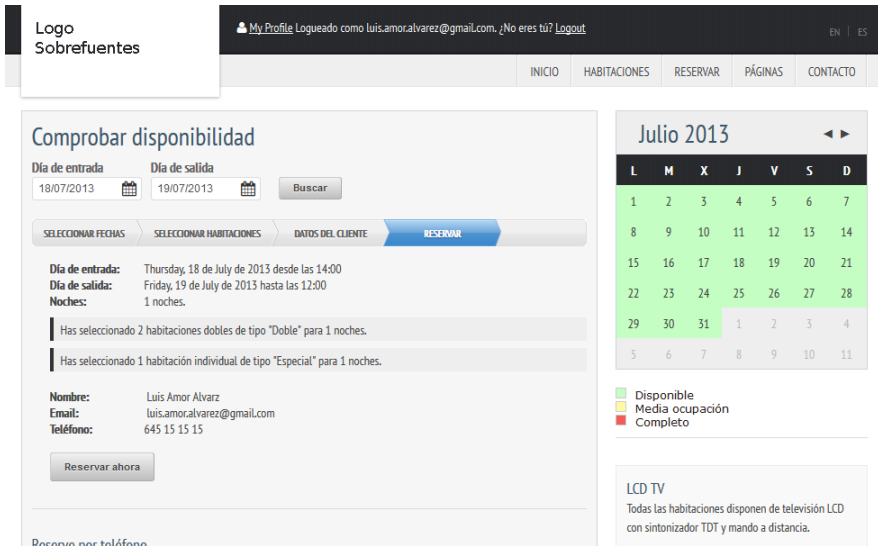 Logo
Sobrefuentes
My Profile Logueado como luis.amor.alvarez@gmail.com. ¿No eres tú? Logout
EN | ES
INICIO HABITACIONES RESERVAR PÁGINAS CONTACTO
Comprobar disponibilidad
Día de entrada Día de salida
18/07/2013 19/07/2013 Buscar
SELECCIONAR FECHAS SELECCIONAR HABITACIONES DATOS DEL CLIENTE RESERVAR
Día de entrada: Thursday, 18 de July de 2013 desde las 14:00
Día de salida: Friday, 19 de July de 2013 hasta las 12:00
Noches: 1 noches.
Has seleccionado 2 habitaciones dobles de tipo "Doble" para 1 noches.
Has seleccionado 1 habitación individual de tipo "Especial" para 1 noches.
Nombre: Luis Amor Alvarz
Email: luis.amor.alvarez@gmail.com
Teléfono: 645 15 15 15
Reservar ahora
Reserve por teléfono
Julio 2013
L M X J V S D
1 2 3 4 5 6 7
8 9 10 11 12 13 14
15 16 17 18 19 20 21
22 23 24 25 26 27 28
29 30 31 1 2 3 4
5 6 7 8 9 10 11
Disponible
Media ocupación
Completo
LCD TV
Todas las habitaciones disponen de televisión LCD
con sintonizador TDT y mando a distancia.